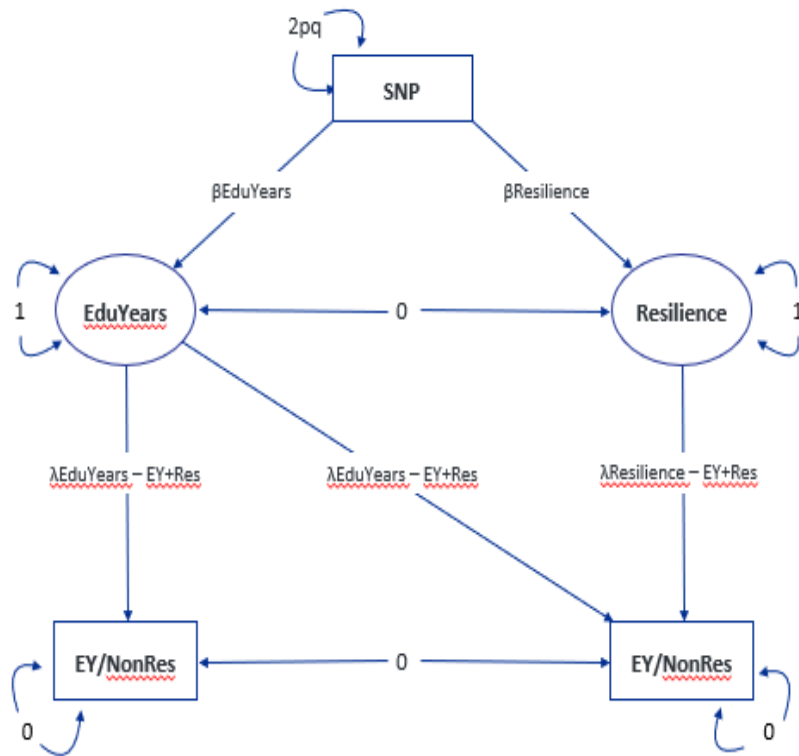 2pq
SNP
βEduYears
βResilience
1
EduYears
0
Resilience
1
λEduYears – EY+Res
λEduYears – EY+Res
λResilience – EY+Res
EY/NonRes
0
EY/NonRes
0
0